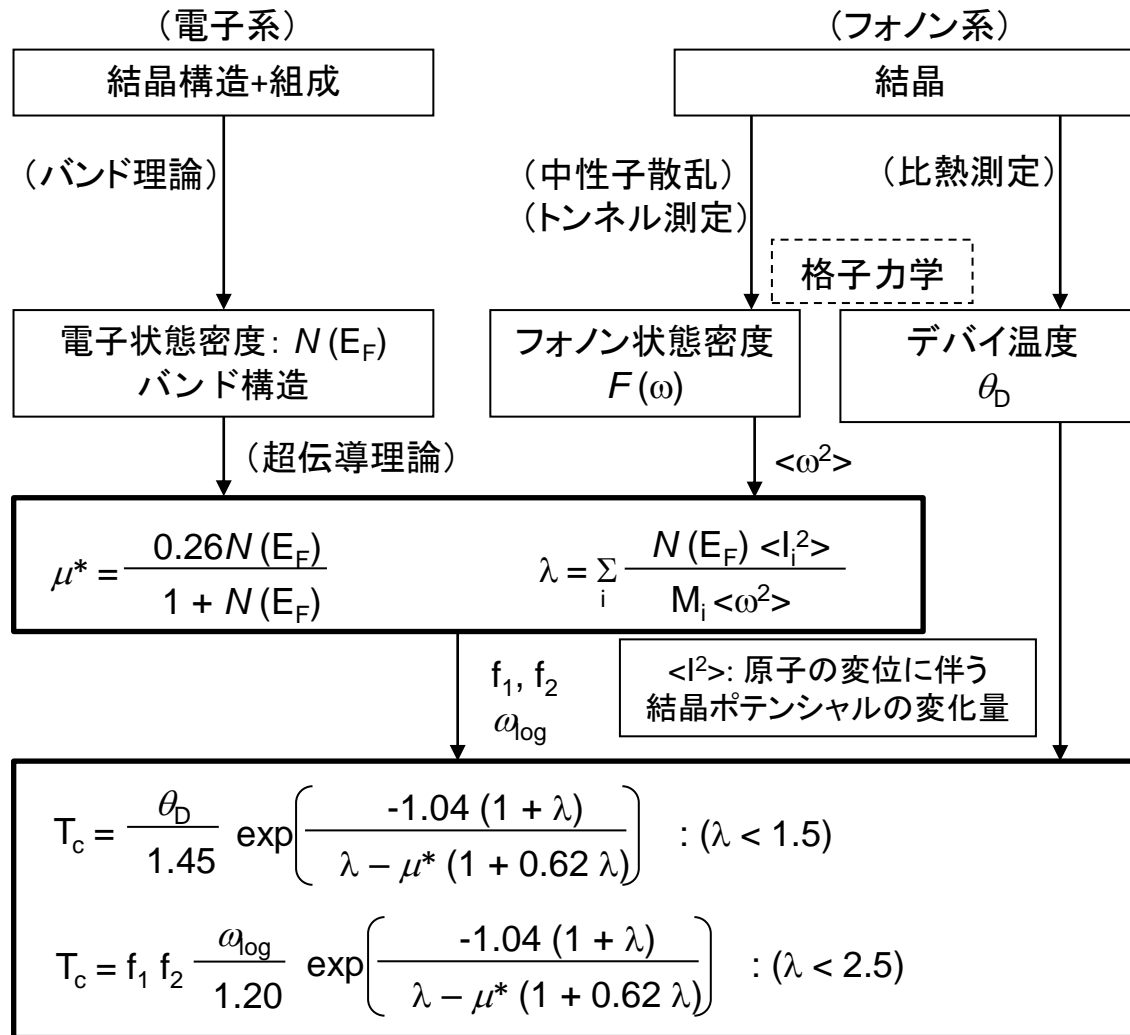 （電子系）
結晶構造+組成
（バンド理論）
電子状態密度： N (E_F)
バンド構造
（超伝導理論）
（フォノン系）
結晶
（中性子散乱）
（トンネル測定）
（比熱測定）
格子力学
フォノン状態密度
F (ω)
デバイ温度
θ_D
<ω²>
μ* = 0.26N (E_F) / 1 + N (E_F)
λ = Σ_i N (E_F) <I_i²> / M_i <ω²>
f₁, f₂
ω_log
<I²>: 原子の変位に伴う
結晶ポテンシャルの変化量
T_c = θ_D / 1.45 exp( -1.04 (1 + λ) / λ – μ* (1 + 0.62 λ) ) : (λ < 1.5)
T_c = f₁ f₂ ω_log / 1.20 exp( -1.04 (1 + λ) / λ – μ* (1 + 0.62 λ) ) : (λ < 2.5)